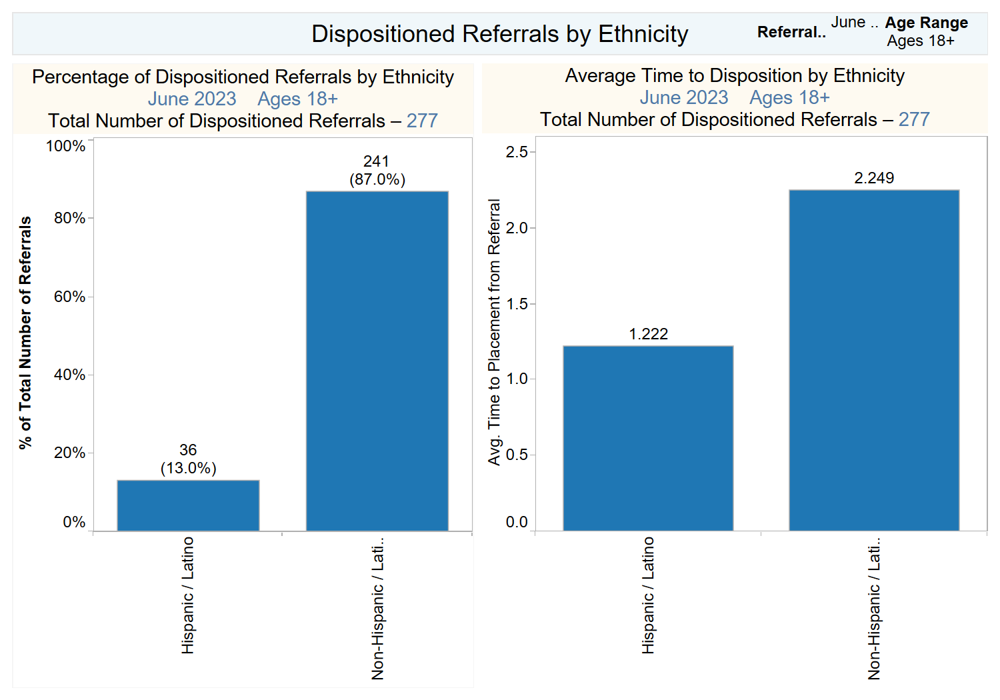 Dispositioned Referrals by Ethnicity
Referral..
June ..
Age Range
Ages 18+
Percentage of Dispositioned Referrals by Ethnicity
June 2023 Ages 18+
Total Number of Dispositioned Referrals – 277
% of Total Number of Referrals
100%
80%
60%
40%
20%
0%
36
(13.0%)
241
(87.0%)
Hispanic / Latino
Non-Hispanic / Lati..
Average Time to Disposition by Ethnicity
June 2023 Ages 18+
Total Number of Dispositioned Referrals – 277
Avg. Time to Placement from Referral
2.5
2.0
1.5
1.0
0.5
0.0
1.222
2.249
Hispanic / Latino
Non-Hispanic / Lati..